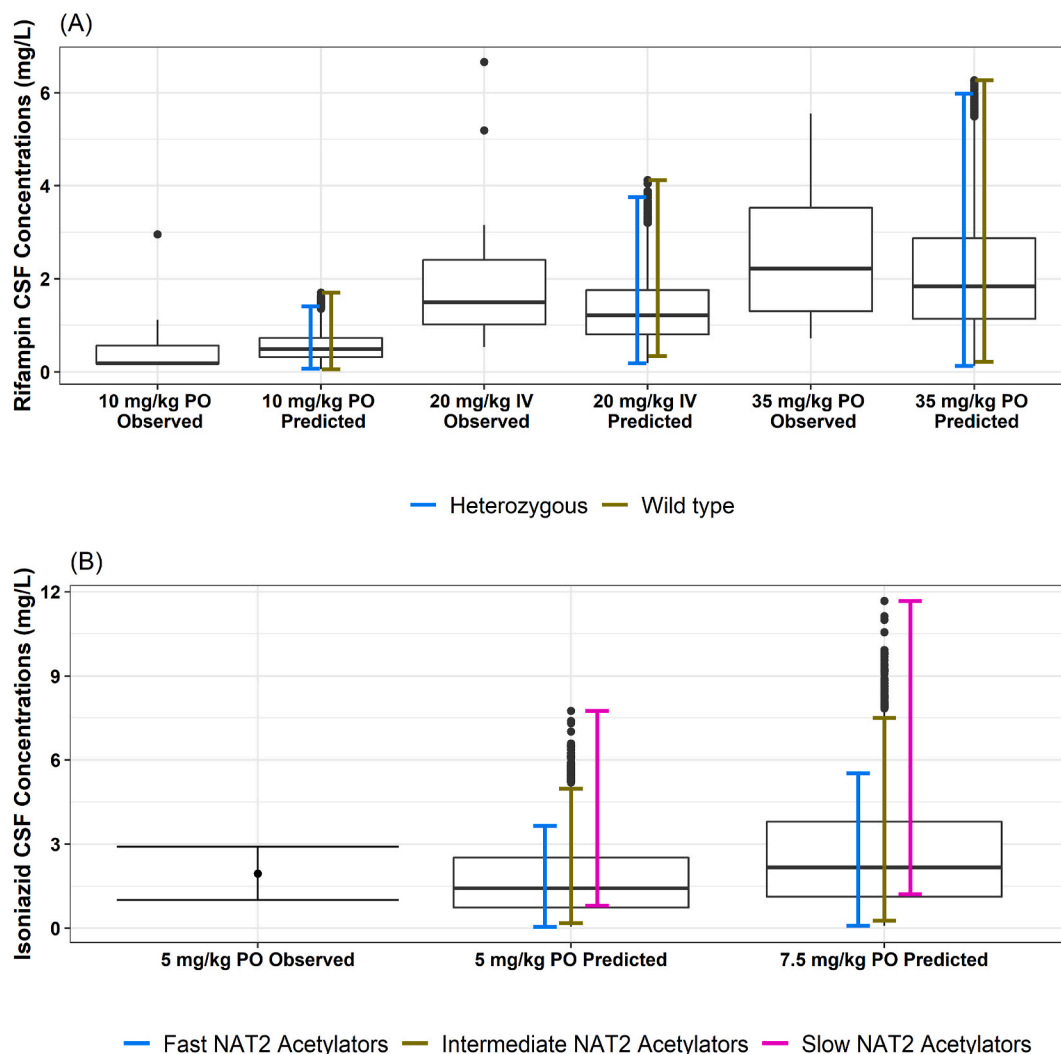 (A)
Rifampin CSF Concentrations (mg/L)
6
4
2
0
10 mg/kg PO Observed
10 mg/kg PO Predicted
20 mg/kg IV Observed
20 mg/kg IV Predicted
35 mg/kg PO Observed
35 mg/kg PO Predicted
Heterozygous Wild type
(B)
Isoniazid CSF Concentrations (mg/L)
12
9
6
3
0
5 mg/kg PO Observed
5 mg/kg PO Predicted
7.5 mg/kg PO Predicted
Fast NAT2 Acetylators Intermediate NAT2 Acetylators Slow NAT2 Acetylators